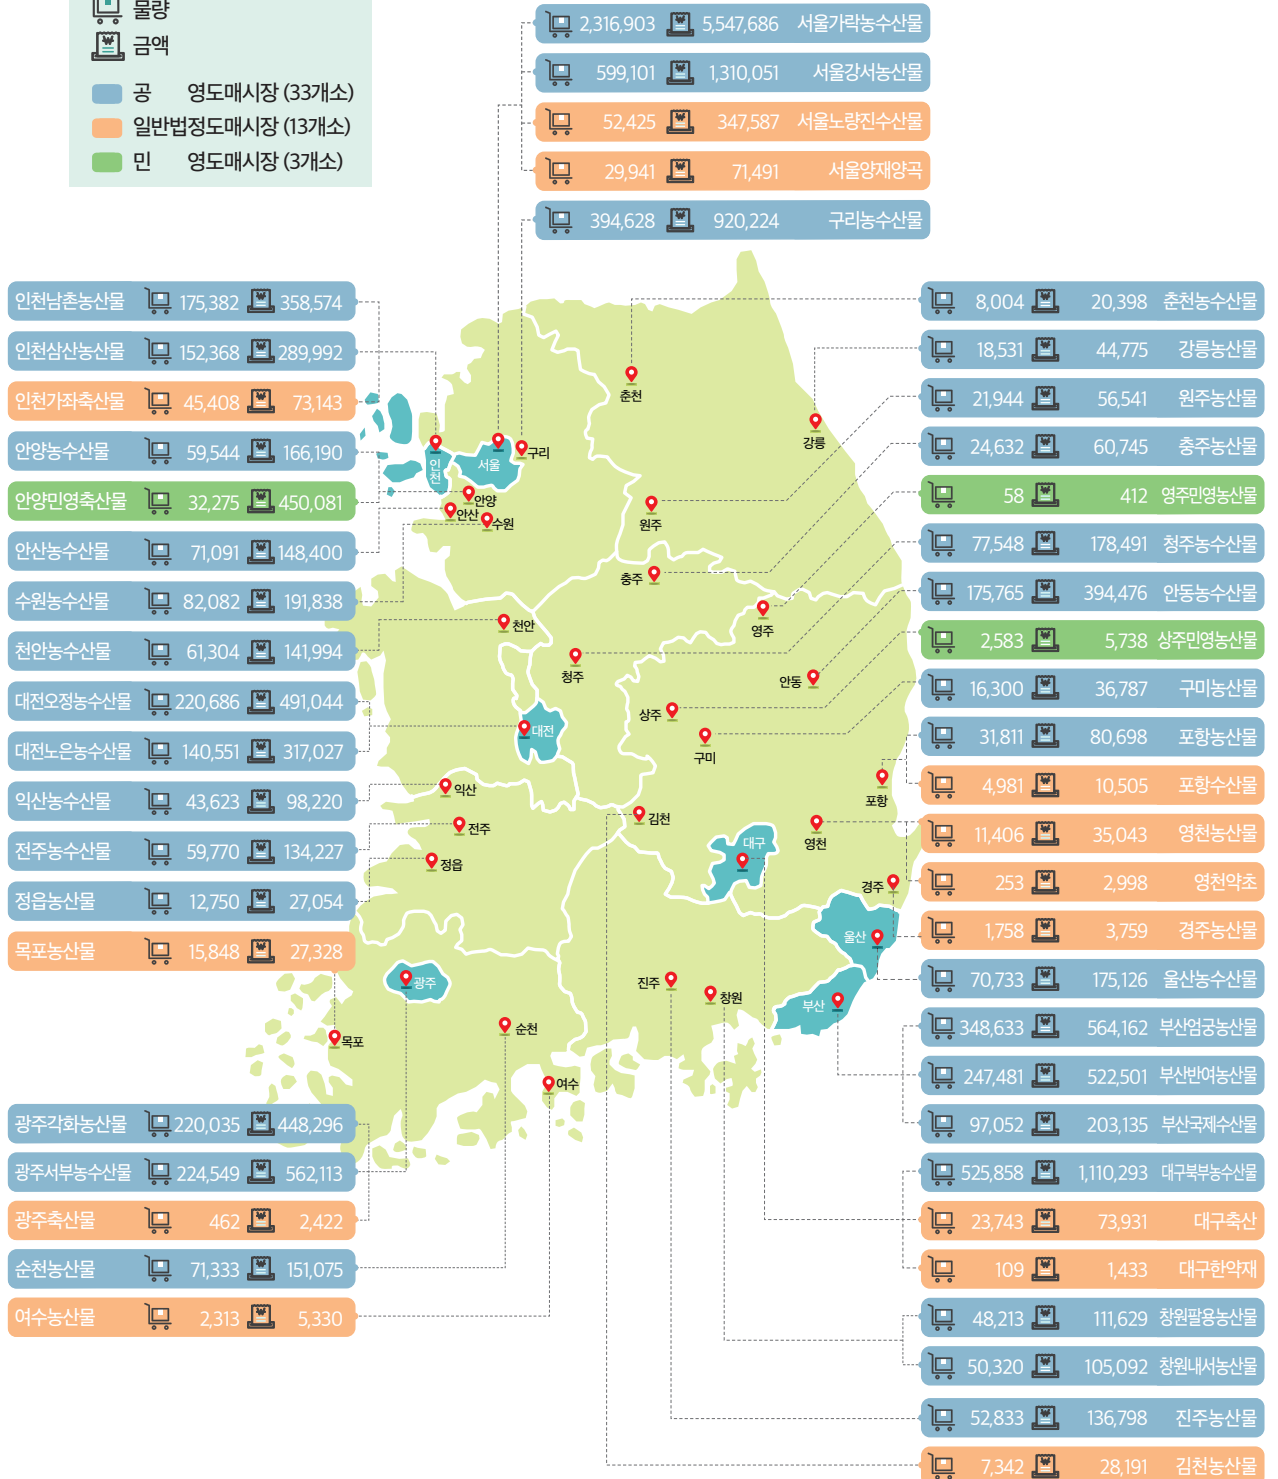 물량
금액
공 영도매시장 (33개소)
일반법정도매시장 (13개소)
민 영도매시장 (3개소)
2,316,903 5,547,686 서울가락농수산물
599,101 1,310,051 서울강서농산물
52,425 347,587 서울노량진수산물
29,941 71,491 서울양재양곡
394,628 920,224 구리농수산물
인천남촌농산물 175,382 358,574
인천삼산농산물 152,368 289,992
인천가좌축산물 45,408 73,143
안양농수산물 59,544 166,190
안양민영축산물 32,275 450,081
안산농수산물 71,091 148,400
수원농수산물 82,082 191,838
천안농수산물 61,304 141,994
대전오정농수산물 220,686 491,044
대전노은농수산물 140,551 317,027
익산농수산물 43,623 98,220
전주농수산물 59,770 134,227
정읍농산물 12,750 27,054
목포농산물 15,848 27,328
광주각화농산물 220,035 448,296
광주서부농수산물 224,549 562,113
광주축산물 462 2,422
순천농산물 71,333 151,075
여수농산물 2,313 5,330
춘천
강릉
인천
서울
구리
안양
안산
수원
원주
충주
영주
천안
청주
안동
상주
대전
구미
포항
익산
김천
전주
영천
대구
정읍
경주
울산
광주
진주
창원
부산
순천
목포
여수
8,004 20,398 춘천농수산물
18,531 44,775 강릉농산물
21,944 56,541 원주농산물
24,632 60,745 충주농산물
58 412 영주민영농산물
77,548 178,491 청주농수산물
175,765 394,476 안동농수산물
2,583 5,738 상주민영농산물
16,300 36,787 구미농산물
31,811 80,698 포항농산물
4,981 10,505 포항수산물
11,406 35,043 영천농산물
253 2,998 영천약초
1,758 3,759 경주농산물
70,733 175,126 울산농수산물
348,633 564,162 부산엄궁농산물
247,481 522,501 부산반여농산물
97,052 203,135 부산국제수산물
525,858 1,110,293 대구북부농수산물
23,743 73,931 대구축산
109 1,433 대구한약재
48,213 111,629 창원팔용농산물
50,320 105,092 창원내서농산물
52,833 136,798 진주농산물
7,342 28,191 김천농산물